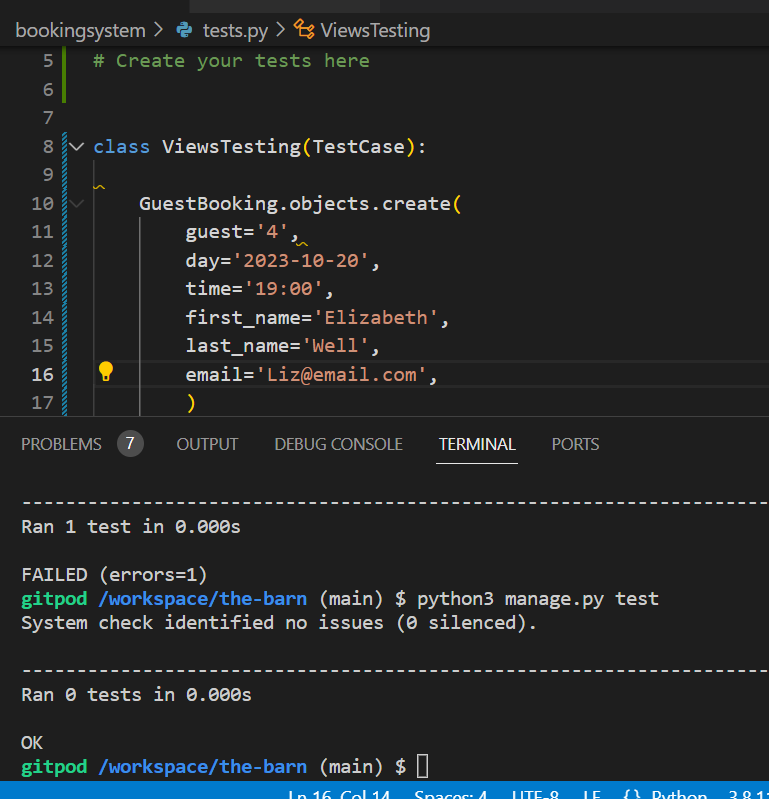 bookingsystem > tests.py > ViewsTesting
5 # Create your tests here
6
7
8 class ViewsTesting(TestCase):
9
10 GuestBooking.objects.create(
11 guest='4',
12 day='2023-10-20',
13 time='19:00',
14 first_name='Elizabeth',
15 last_name='Well',
16 email='Liz@email.com',
17 )
PROBLEMS 7 OUTPUT DEBUG CONSOLE TERMINAL PORTS
----------------------------------------------------------------------
Ran 1 test in 0.000s
FAILED (errors=1)
gitpod /workspace/the-barn (main) $ python3 manage.py test
System check identified no issues (0 silenced).
----------------------------------------------------------------------
Ran 0 tests in 0.000s
OK
gitpod /workspace/the-barn (main) $
Ln 16, Col 14 Spaces: 4 UTF-8 LF {} Python